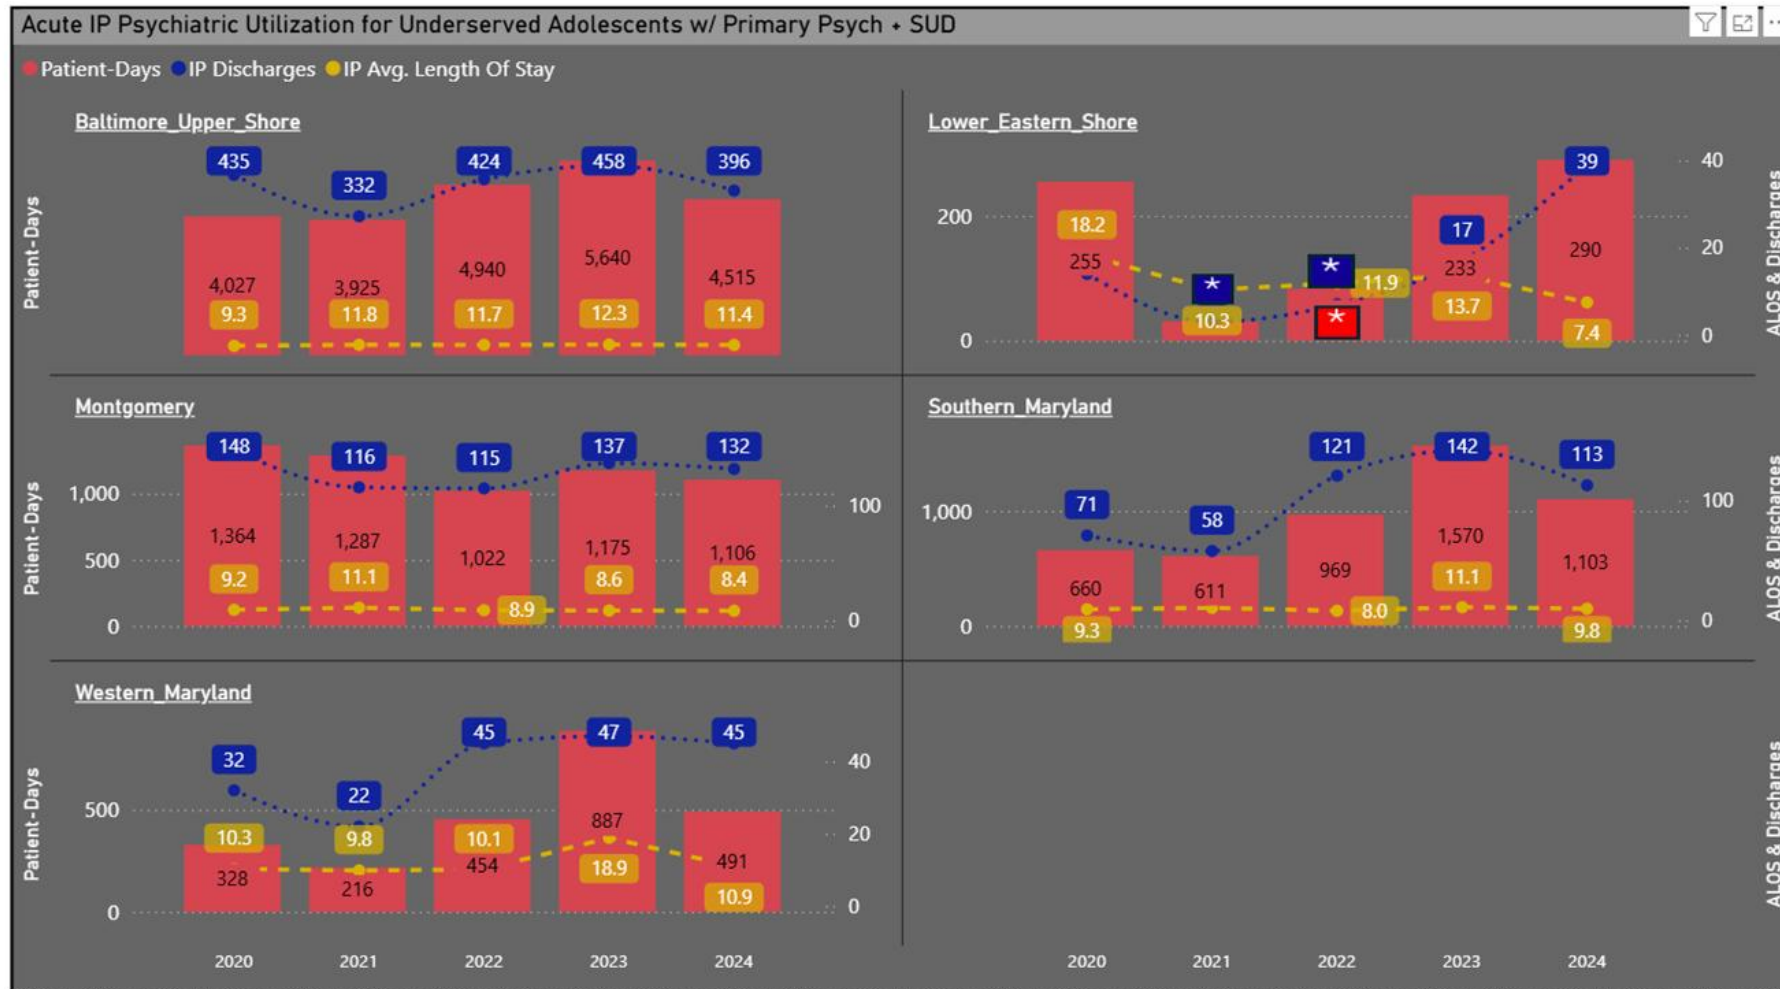 Acute IP Psychiatric Utilization for Underserved Adolescents w/ Primary Psych + SUD
Patient-Days IP Discharges IP Avg. Length Of Stay
Baltimore_Upper_Shore
Patient-Days
435 332 424 458 396
4,027 3,925 4,940 5,640 4,515
9.3 11.8 11.7 12.3 11.4
Lower_Eastern_Shore
200
0
18.2 * * 17 39
255 11.9 233 290
10.3 * 13.7 7.4
40
20
0
ALOS & Discharges
Montgomery
Patient-Days
1,000
500
0
148 116 115 137 132
1,364 1,287 1,022 1,175 1,106
9.2 11.1 8.9 8.6 8.4
100
0
Southern_Maryland
1,000
0
71 58 121 142 113
660 611 969 1,570 1,103
9.3 8.0 11.1 9.8
100
0
ALOS & Discharges
Western_Maryland
Patient-Days
500
0
32 22 45 47 45
10.3 9.8 10.1 887 491
328 216 454 18.9 10.9
40
20
0
ALOS & Discharges
2020 2021 2022 2023 2024
2020 2021 2022 2023 2024